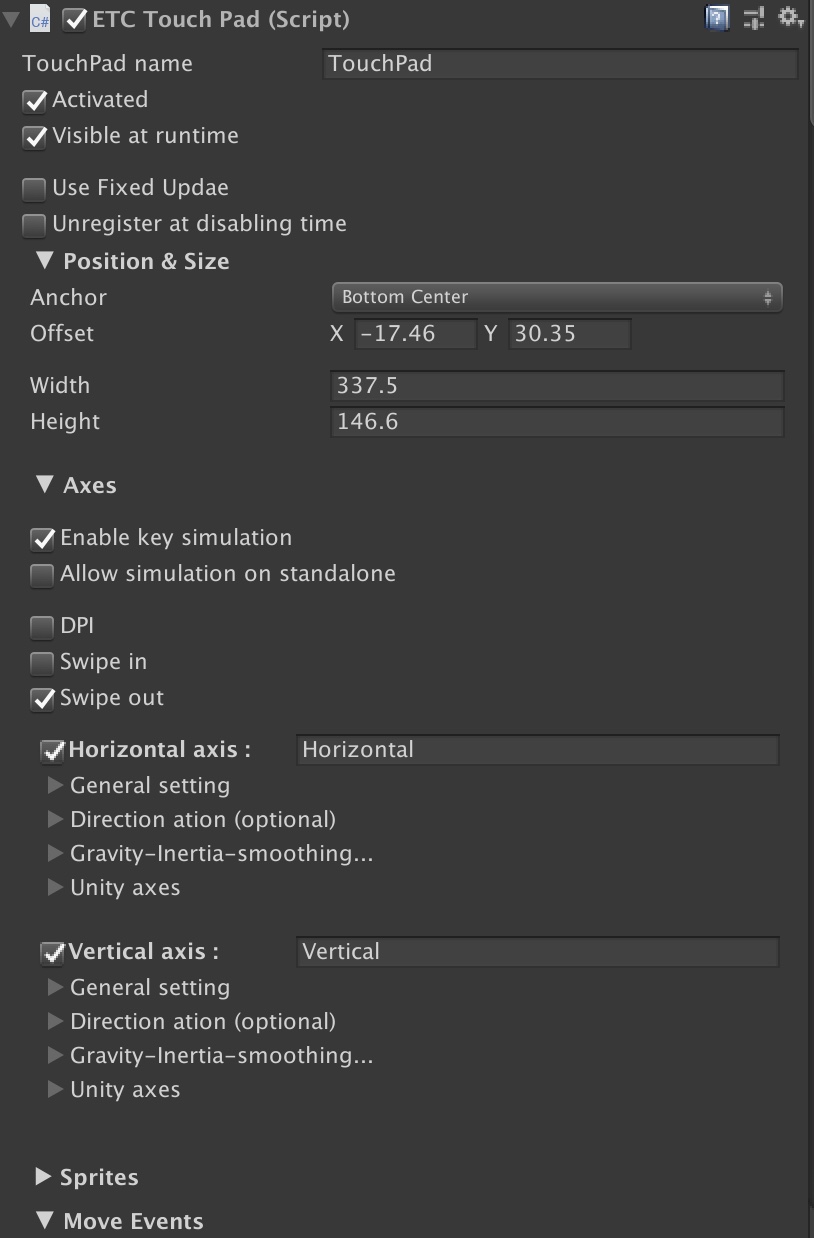 C# ETC Touch Pad (Script) ?
TouchPad name TouchPad
Activated
Visible at runtime
Use Fixed Updae
Unregister at disabling time
Position & Size
Anchor Bottom Center
Offset X -17.46 Y 30.35
Width 337.5
Height 146.6
Axes
Enable key simulation
Allow simulation on standalone
DPI
Swipe in
Swipe out
Horizontal axis : Horizontal
General setting
Direction ation (optional)
Gravity-Inertia-smoothing...
Unity axes
Vertical axis : Vertical
General setting
Direction ation (optional)
Gravity-Inertia-smoothing...
Unity axes
Sprites
Move Events